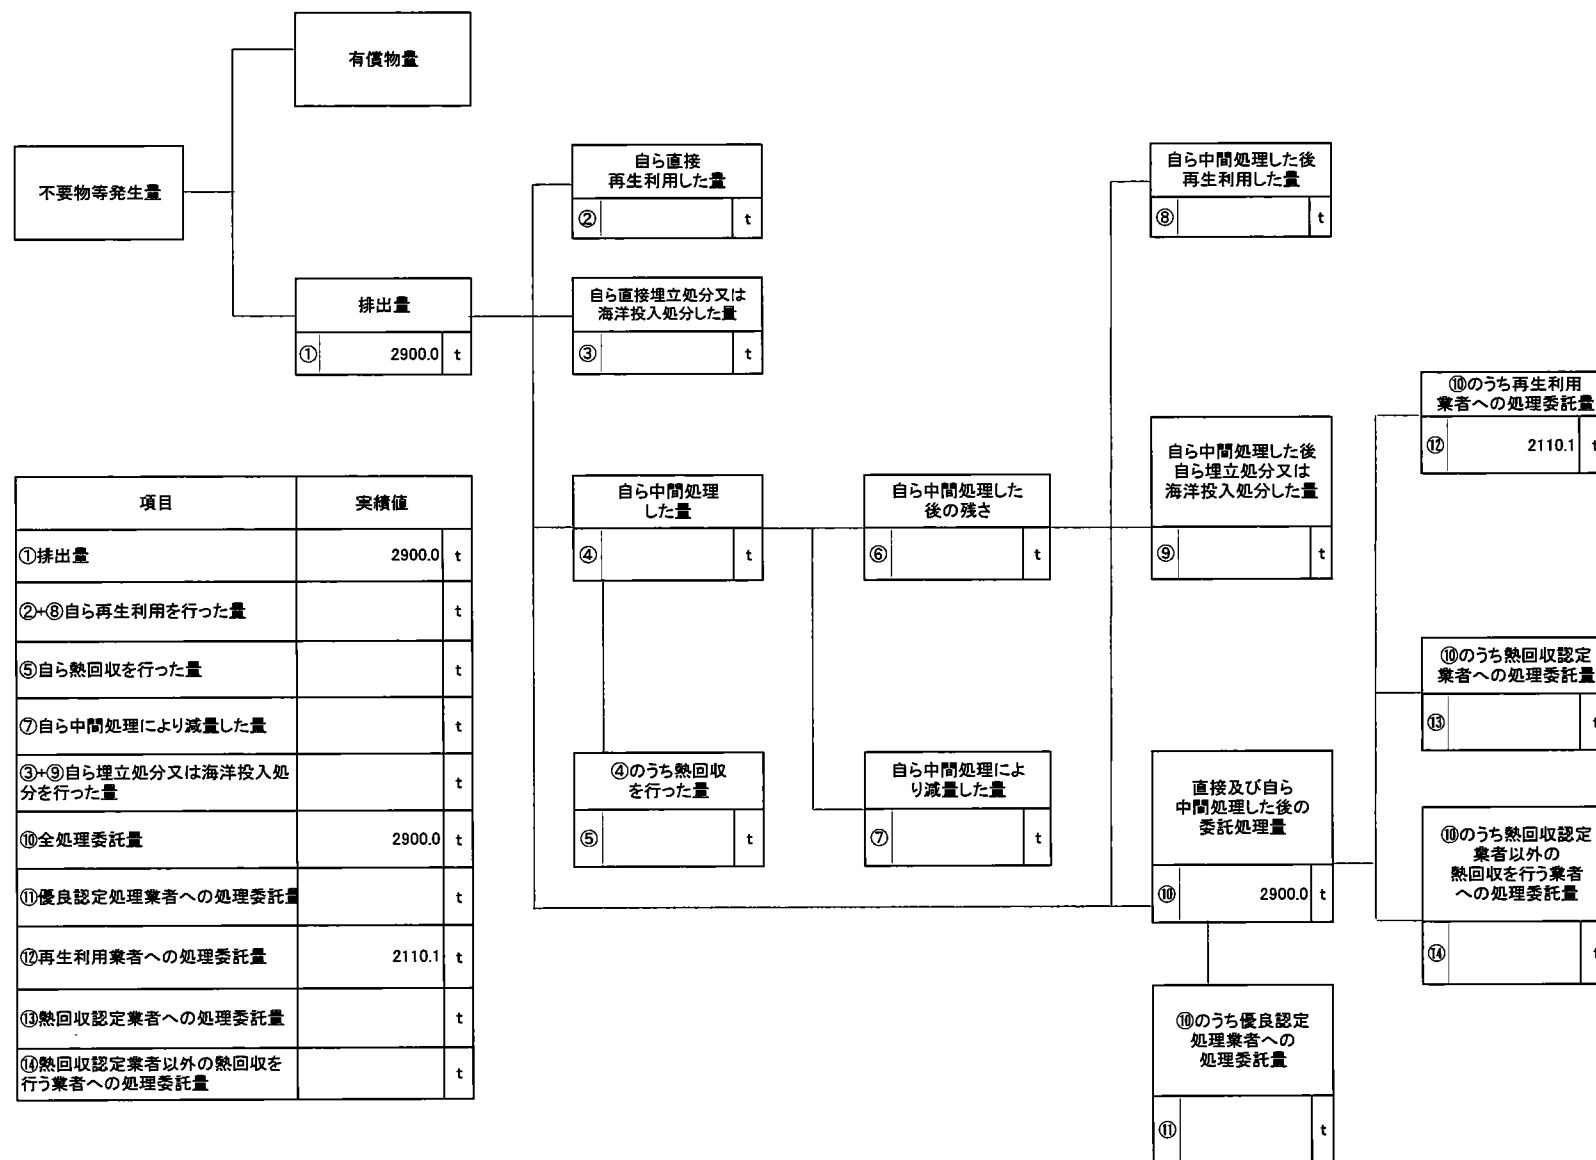 有償物量
不要物等発生量
排出量
① 2900.0 t
自ら直接
再生利用した量
② t
自ら直接埋立処分又は
海洋投入処分した量
③ t
自ら中間処理
した量
④ t
④のうち熱回収
を行った量
⑤ t
自ら中間処理した
後の残さ
⑥ t
自ら中間処理によ
り減量した量
⑦ t
自ら中間処理した後
再生利用した量
⑧ t
自ら中間処理した後
自ら埋立処分又は
海洋投入処分した量
⑨ t
直接及び自ら
中間処理した後の
委託処理量
⑩ 2900.0 t
⑩のうち優良認定
処理業者への
処理委託量
⑪ t
⑩のうち再生利用
業者への処理委託量
⑫ 2110.1 t
⑩のうち熱回収認定
業者への処理委託量
⑬ t
⑩のうち熱回収認定
業者以外の
熱回収を行う業者
への処理委託量
⑭ t
項目 実績値
①排出量 2900.0 t
②+⑧自ら再生利用を行った量 t
⑤自ら熱回収を行った量 t
⑦自ら中間処理により減量した量 t
③+⑨自ら埋立処分又は海洋投入処
分を行った量 t
⑩全処理委託量 2900.0 t
⑪優良認定処理業者への処理委託量 t
⑫再生利用業者への処理委託量 2110.1 t
⑬熱回収認定業者への処理委託量 t
⑭熱回収認定業者以外の熱回収を
行う業者への処理委託量 t